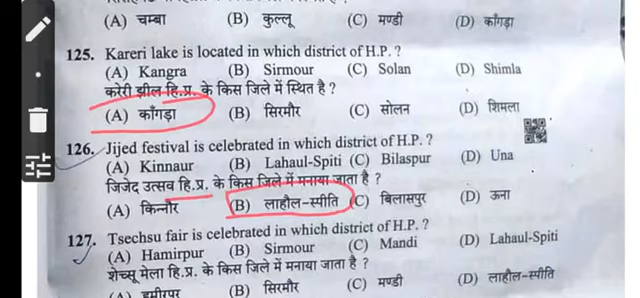 (A) चम्बा (B) कुल्लू (C) मण्डी (D) काँगड़ा
125. Kareri lake is located in which district of H.P. ?
(A) Kangra (B) Sirmour (C) Solan (D) Shimla
करेरी झील हि.प्र. के किस जिले में स्थित है ?
(A) काँगड़ा (B) सिरमौर (C) सोलन (D) शिमला
126. Jijed festival is celebrated in which district of H.P. ?
(A) Kinnaur (B) Lahaul-Spiti (C) Bilaspur (D) Una
जिजेद उत्सव हि.प्र. के किस जिले में मनाया जाता है ?
(A) किन्नौर (B) लाहौल-स्पीति (C) बिलासपुर (D) ऊना
127. Tsechsu fair is celebrated in which district of H.P. ?
(A) Hamirpur (B) Sirmour (C) Mandi (D) Lahaul-Spiti
शेच्सू मेला हि.प्र. के किस जिले में मनाया जाता है ?
(A) हमीरपुर (B) सिरमौर (C) मण्डी (D) लाहौल-स्पीति